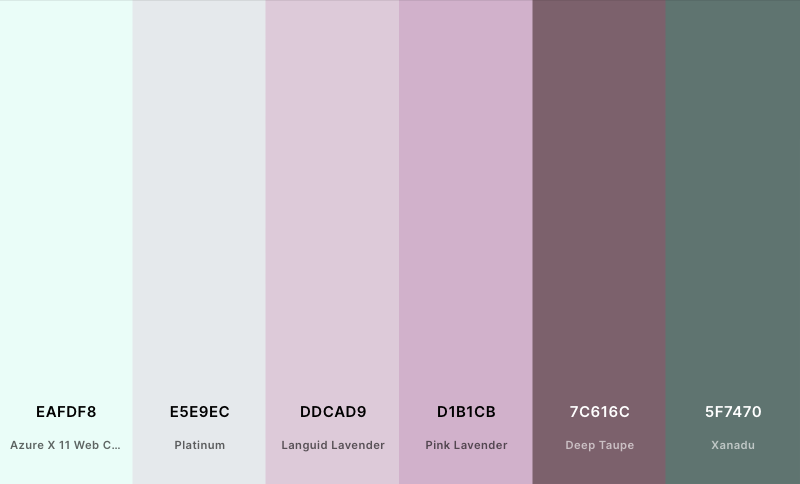 EAFDF8
Azure X 11 Web C...
E5E9EC
Platinum
DDCAD9
Languid Lavender
D1B1CB
Pink Lavender
7C616C
Deep Taupe
5F7470
Xanadu